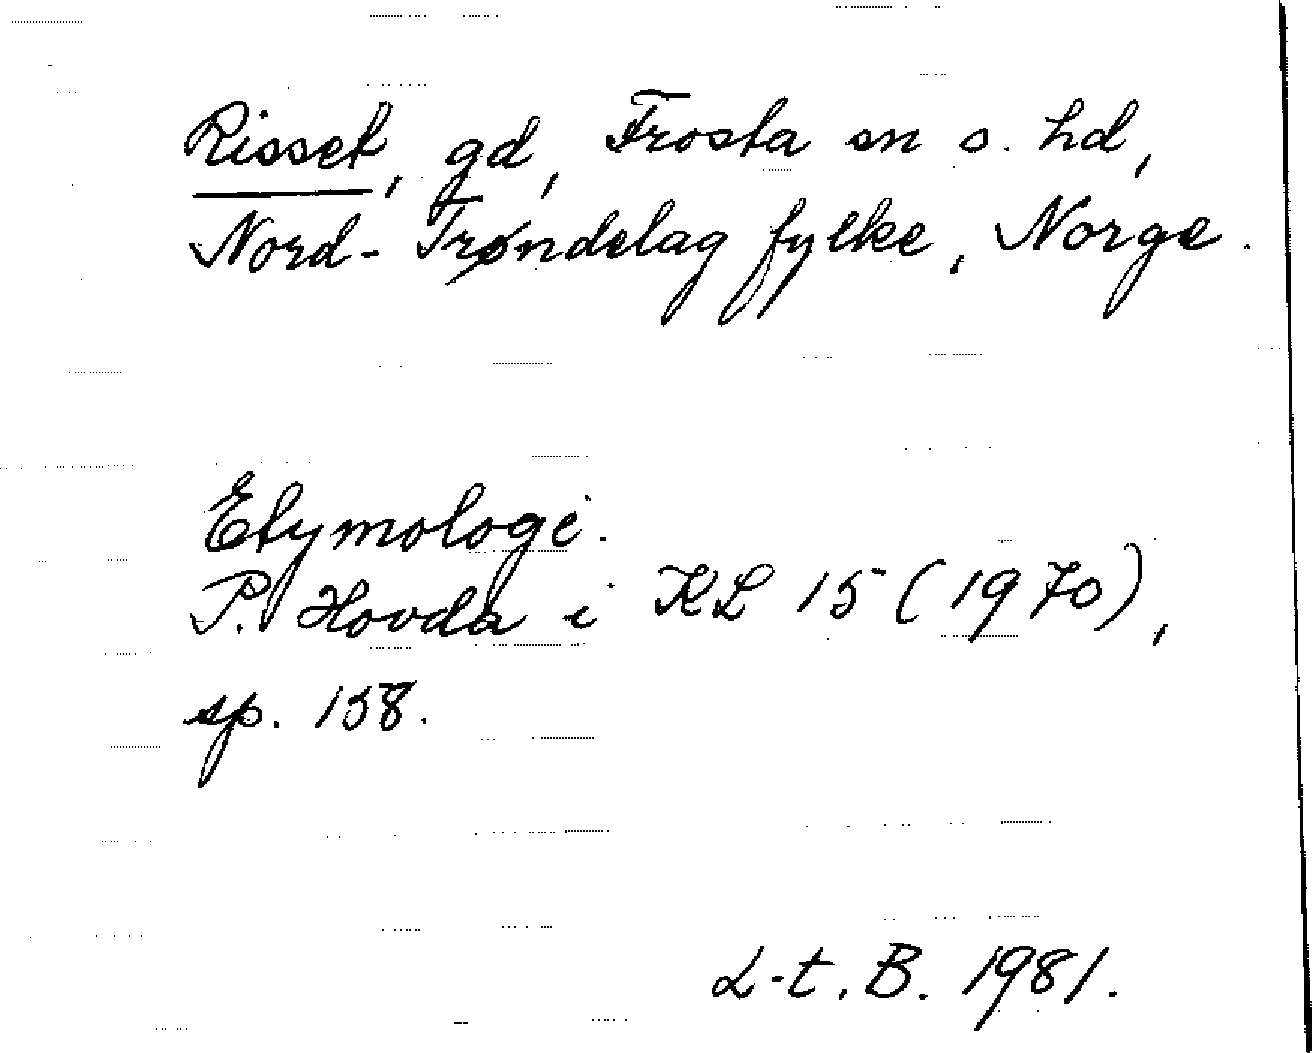 Risset, gd, Frosta sn o. hd,
Nord-Trøndelag fylke, Norge.
Etymologi.
P. Hovda i KL 15 (1970),
sp. 158.
L-t. B. 1981.